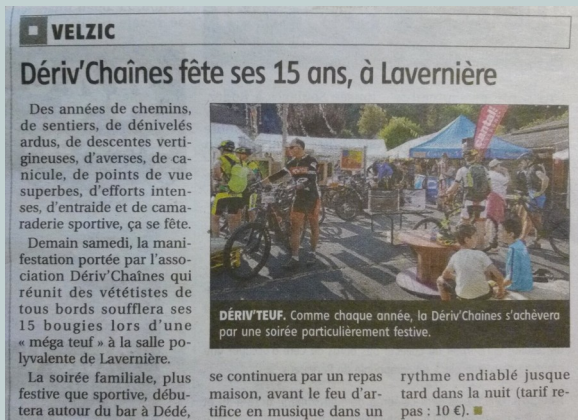 VELZIC
Dériv'Chaînes fête ses 15 ans, à Lavernière
Des années de chemins,
de sentiers, de dénivelés
ardus, de descentes verti-
gineuses, d'averses, de ca-
nicule, de points de vue
superbes, d'efforts inten-
ses, d'entraide et de cama-
raderie sportive, ça se fête.
Demain samedi, la mani-
festation portée par l'asso-
ciation Dériv'Chaînes qui
réunit des vététistes de
tous bords soufflera ses
15 bougies lors d'une
« méga teuf » à la salle po-
lyvalente de Lavernière.
La soirée familiale, plus
festive que sportive, débu-
tera autour du bar à Dédé,
DÉRIV'TEUF. Comme chaque année, la Dériv'Chaînes s'achèvera
par une soirée particulièrement festive.
se continuera par un repas
maison, avant le feu d'ar-
tifice en musique dans un
rythme endiablé jusque
tard dans la nuit (tarif re-
pas : 10 €).